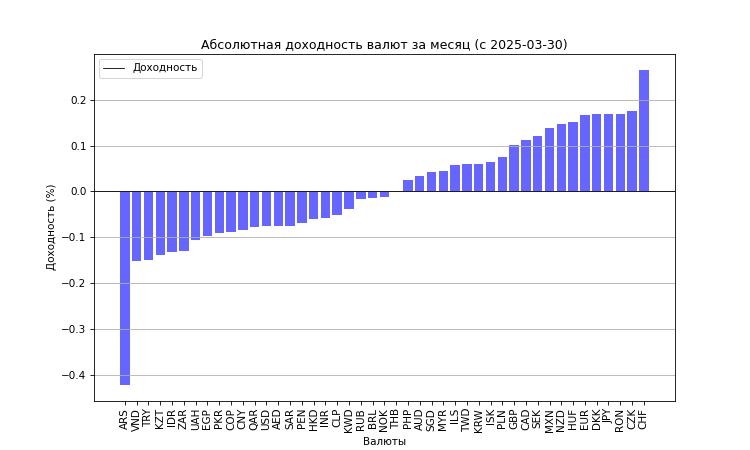 Абсолютная доходность валют за месяц (с 2025-03-30)
Доходность
0.2
0.1
0.0
−0.1
−0.2
−0.3
−0.4
Доходность (%)
ARS VND TRY KZT IDR ZAR UAH EGP PKR COP CNY QAR USD AED SAR PEN HKD INR CLP KWD RUB BRL NOK THB PHP AUD SGD MYR ILS TWD KRW ISK PLN GBP CAD SEK MXN NZD HUF EUR DKK JPY RON CZK CHF
Валюты